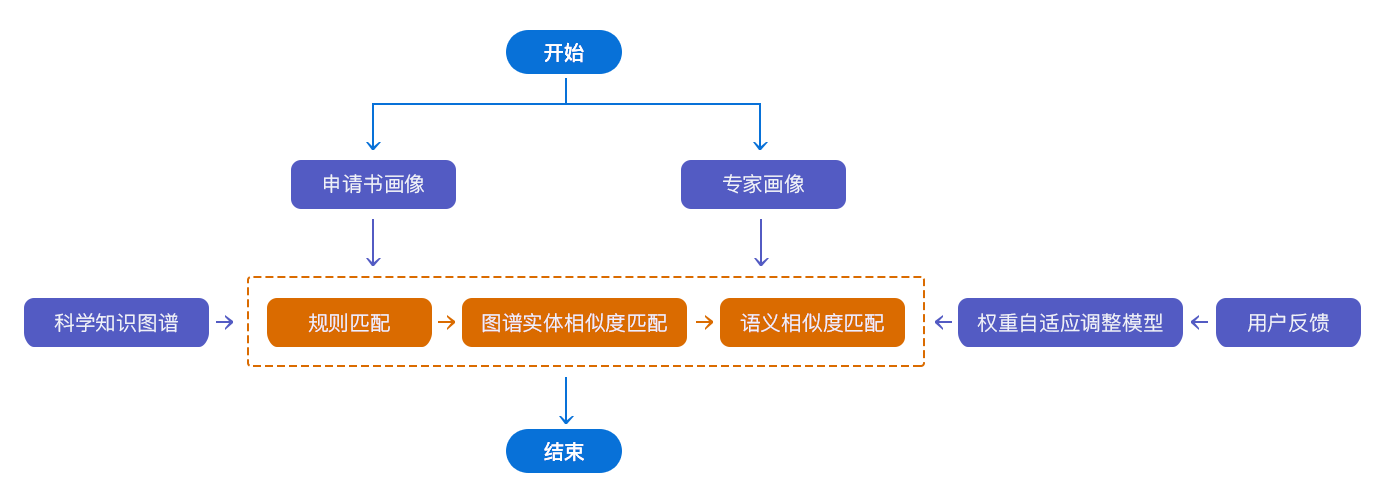 开始
申请书画像
专家画像
科学知识图谱
规则匹配
图谱实体相似度匹配
语义相似度匹配
权重自适应调整模型
用户反馈
结束